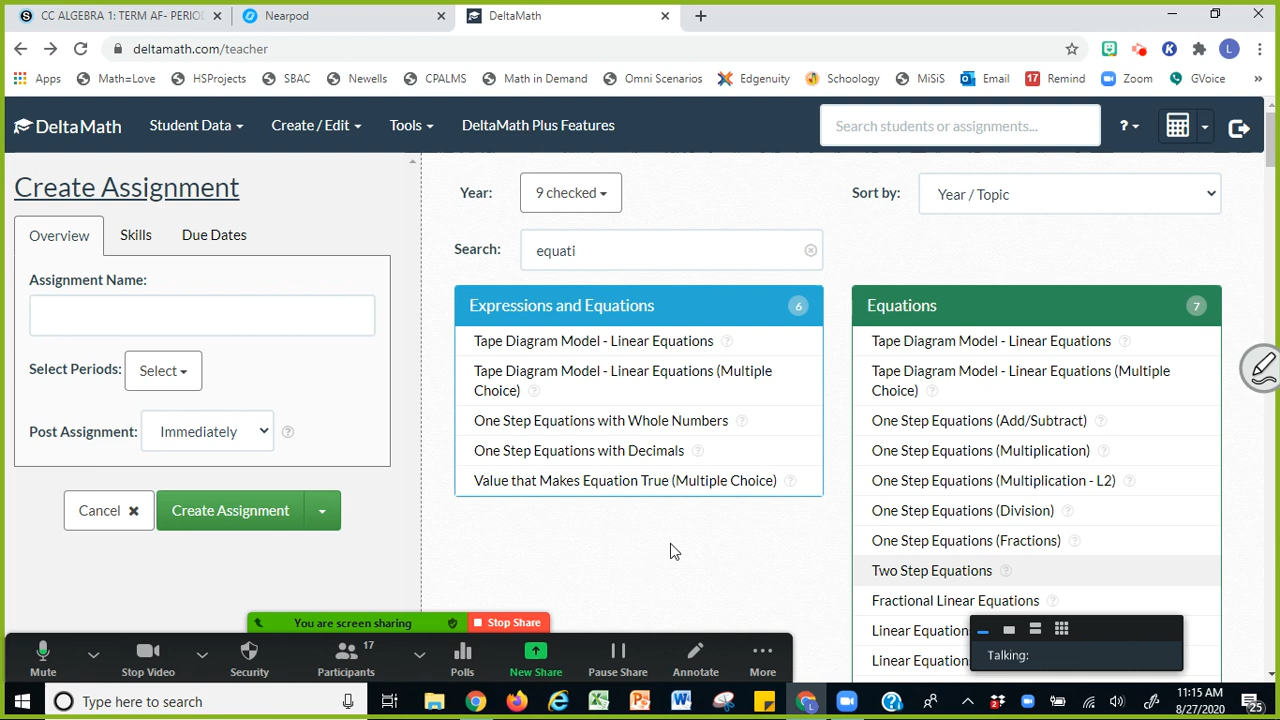 CC ALGEBRA 1: TERM AF- PERIO
Nearpod
DeltaMath
deltamath.com/teacher
L
Apps
Math=Love
HSProjects
SBAC
Newells
CPALMS
Math in Demand
Omni Scenarios
Edgenuity
Schoology
MiSiS
Email
17 Remind
Zoom
GVoice
»
DeltaMath
Student Data
Create / Edit
Tools
DeltaMath Plus Features
Search students or assignments...
?
Create Assignment
Overview
Skills
Due Dates
Assignment Name:
Select Periods: Select
Post Assignment: Immediately
Cancel
Create Assignment
Year: 9 checked
Sort by: Year / Topic
Search: equati
Expressions and Equations 6
Tape Diagram Model - Linear Equations
Tape Diagram Model - Linear Equations (Multiple
Choice)
One Step Equations with Whole Numbers
One Step Equations with Decimals
Value that Makes Equation True (Multiple Choice)
Equations 7
Tape Diagram Model - Linear Equations
Tape Diagram Model - Linear Equations (Multiple
Choice)
One Step Equations (Add/Subtract)
One Step Equations (Multiplication)
One Step Equations (Multiplication - L2)
One Step Equations (Division)
One Step Equations (Fractions)
Two Step Equations
Fractional Linear Equations
Linear Equation
Linear Equation
Talking:
You are screen sharing
Stop Share
17
Mute
Stop Video
Security
Participants
Polls
New Share
Pause Share
Annotate
More
Type here to search
11:15 AM
8/27/2020
25